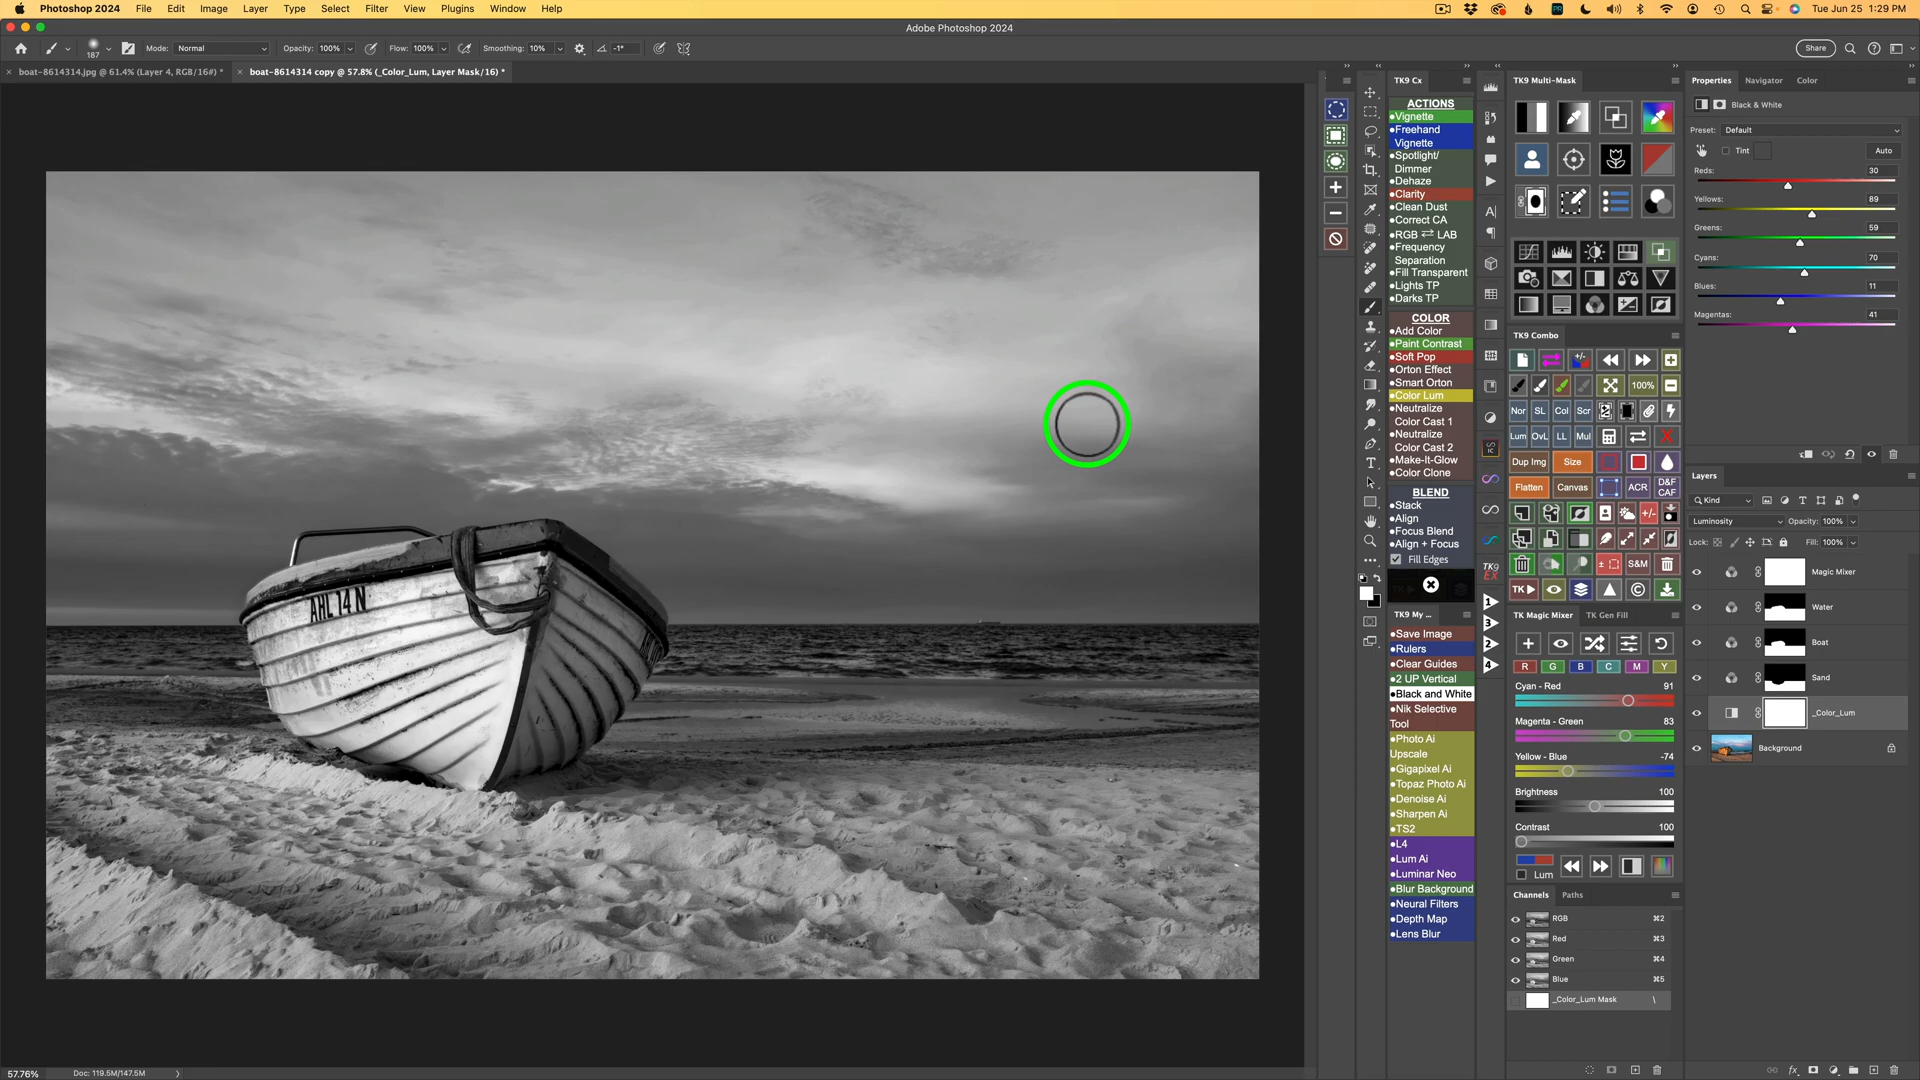 Photoshop 2024 File Edit Image Layer Type Select Filter View Plugins Window Help Tue Jun 25 1:29 PM
Adobe Photoshop 2024
187 Mode: Normal Opacity: 100% Flow: 100% Smoothing: 10% -1° Share
boat-8614314.jpg @ 61.4% (Layer 4, RGB/16#) * boat-8614314 copy @ 57.8% (_Color_Lum, Layer Mask/16) *
AHL 14 N
57.76% Doc: 119.5M/147.5M
TK9 Cx
ACTIONS
Vignette
Freehand
Vignette
Spotlight/
Dimmer
Dehaze
Clarity
Clean Dust
Correct CA
RGB ⇄ LAB
Frequency
Separation
Fill Transparent
Lights TP
Darks TP
COLOR
Add Color
Paint Contrast
Soft Pop
Orton Effect
Smart Orton
Color Lum
Neutralize
Color Cast 1
Neutralize
Color Cast 2
Make-It-Glow
Color Clone
BLEND
Stack
Align
Focus Blend
Align + Focus
Fill Edges
TK9 My ...
Save Image
Rulers
Clear Guides
2 UP Vertical
Black and White
Nik Selective
Tool
Photo Ai
Upscale
Gigapixel Ai
Topaz Photo Ai
Denoise Ai
Sharpen Ai
TS2
L4
Lum Ai
Luminar Neo
Blur Background
Neural Filters
Depth Map
Lens Blur
TK9
EX
1
3
2
4
TK9 Multi-Mask
TK9 Combo
100%
Nor SL Col Scr
Lum OvL LL Mul
Dup Img Size
Flatten Canvas ACR D&F CAF
S&M
TK
TK Magic Mixer TK Gen Fill
R G B C M Y
Cyan - Red 91
Magenta - Green 83
Yellow - Blue -74
Brightness 100
Contrast 100
Lum
Channels Paths
RGB ⌘2
Red ⌘3
Green ⌘4
Blue ⌘5
_Color_Lum Mask \
Properties Navigator Color
Black & White
Preset: Default
Tint Auto
Reds: 30
Yellows: 89
Greens: 59
Cyans: 70
Blues: 11
Magentas: 41
Layers
Kind
Luminosity Opacity: 100%
Lock: Fill: 100%
Magic Mixer
Water
Boat
Sand
_Color_Lum
Background